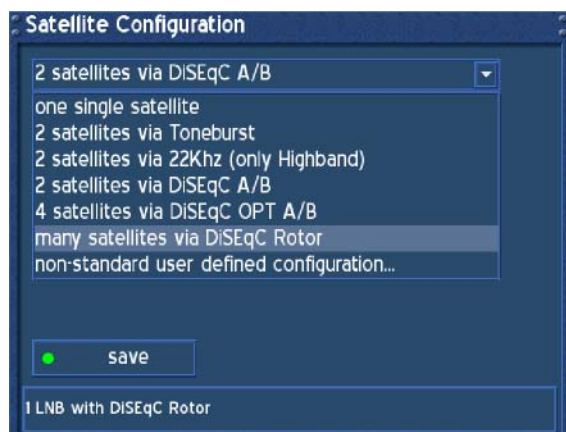 Satellite Configuration
2 satellites via DiSEqC A/B
one single satellite
2 satellites via Toneburst
2 satellites via 22Khz (only Highband)
2 satellites via DiSEqC A/B
4 satellites via DiSEqC OPT A/B
many satellites via DiSEqC Rotor
non-standard user defined configuration...
save
1 LNB with DiSEqC Rotor